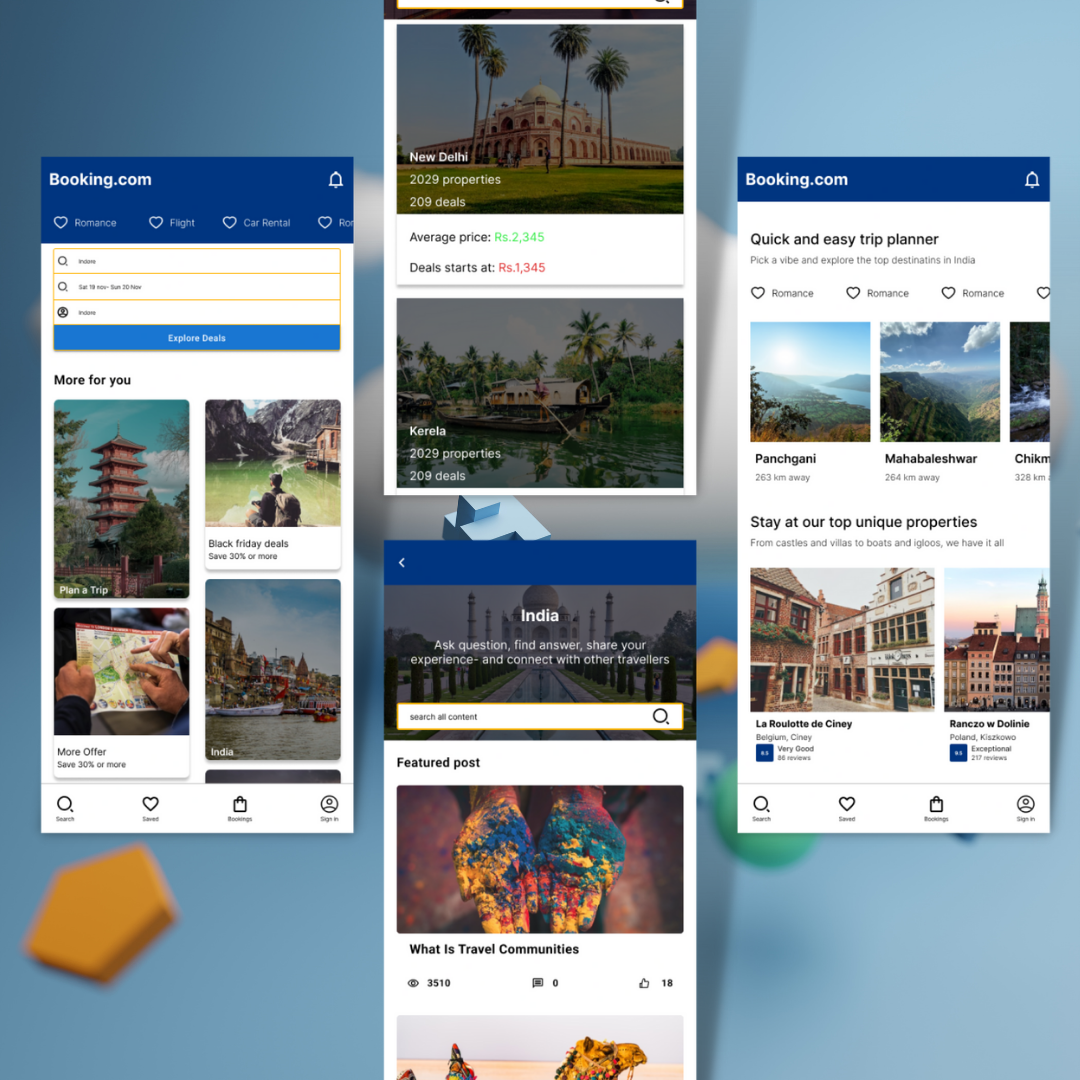 Booking.com
Romance
Flight
Car Rental
Ror
Indore
Sat 19 nov- Sun 20 Nov
Indore
Explore Deals
More for you
Plan a Trip
Black friday deals
Save 30% or more
More Offer
Save 30% or more
India
Search
Saved
Bookings
Sign in
New Delhi
2029 properties
209 deals
Average price: Rs.2,345
Deals starts at: Rs.1,345
Kerela
2029 properties
209 deals
India
Ask question, find answer, share your
experience- and connect with other travellers
search all content
Featured post
What Is Travel Communities
3510
0
18
Booking.com
Quick and easy trip planner
Pick a vibe and explore the top destinatins in India
Romance
Romance
Romance
Panchgani
263 km away
Mahabaleshwar
264 km away
Chikm
328 km
Stay at our top unique properties
From castles and villas to boats and igloos, we have it all
La Roulotte de Ciney
Belgium, Ciney
Very Good
86 reviews
Ranczo w Dolinie
Poland, Kiszkowo
9.5
Exceptional
217 reviews
Search
Saved
Bookings
Sign in